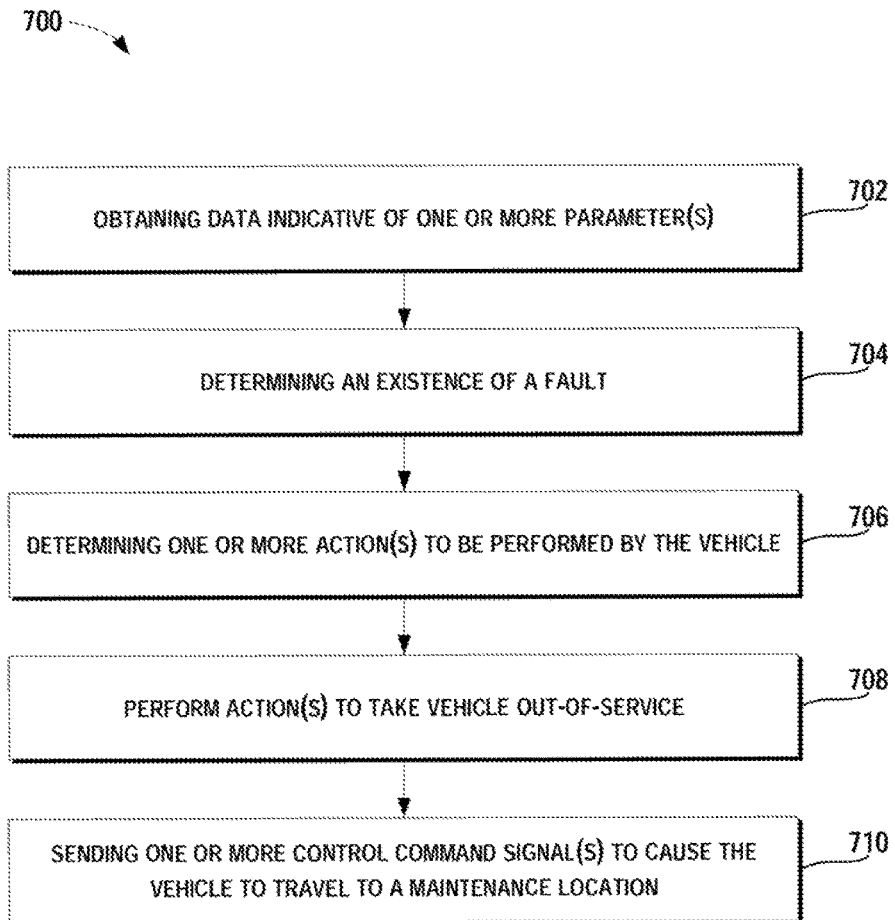 700
OBTAINING DATA INDICATIVE OF ONE OR MORE PARAMETER(S)
702
DETERMINING AN EXISTENCE OF A FAULT
704
DETERMINING ONE OR MORE ACTION(S) TO BE PERFORMED BY THE VEHICLE
706
PERFORM ACTION(S) TO TAKE VEHICLE OUT-OF-SERVICE
708
SENDING ONE OR MORE CONTROL COMMAND SIGNAL(S) TO CAUSE THE
VEHICLE TO TRAVEL TO A MAINTENANCE LOCATION
710